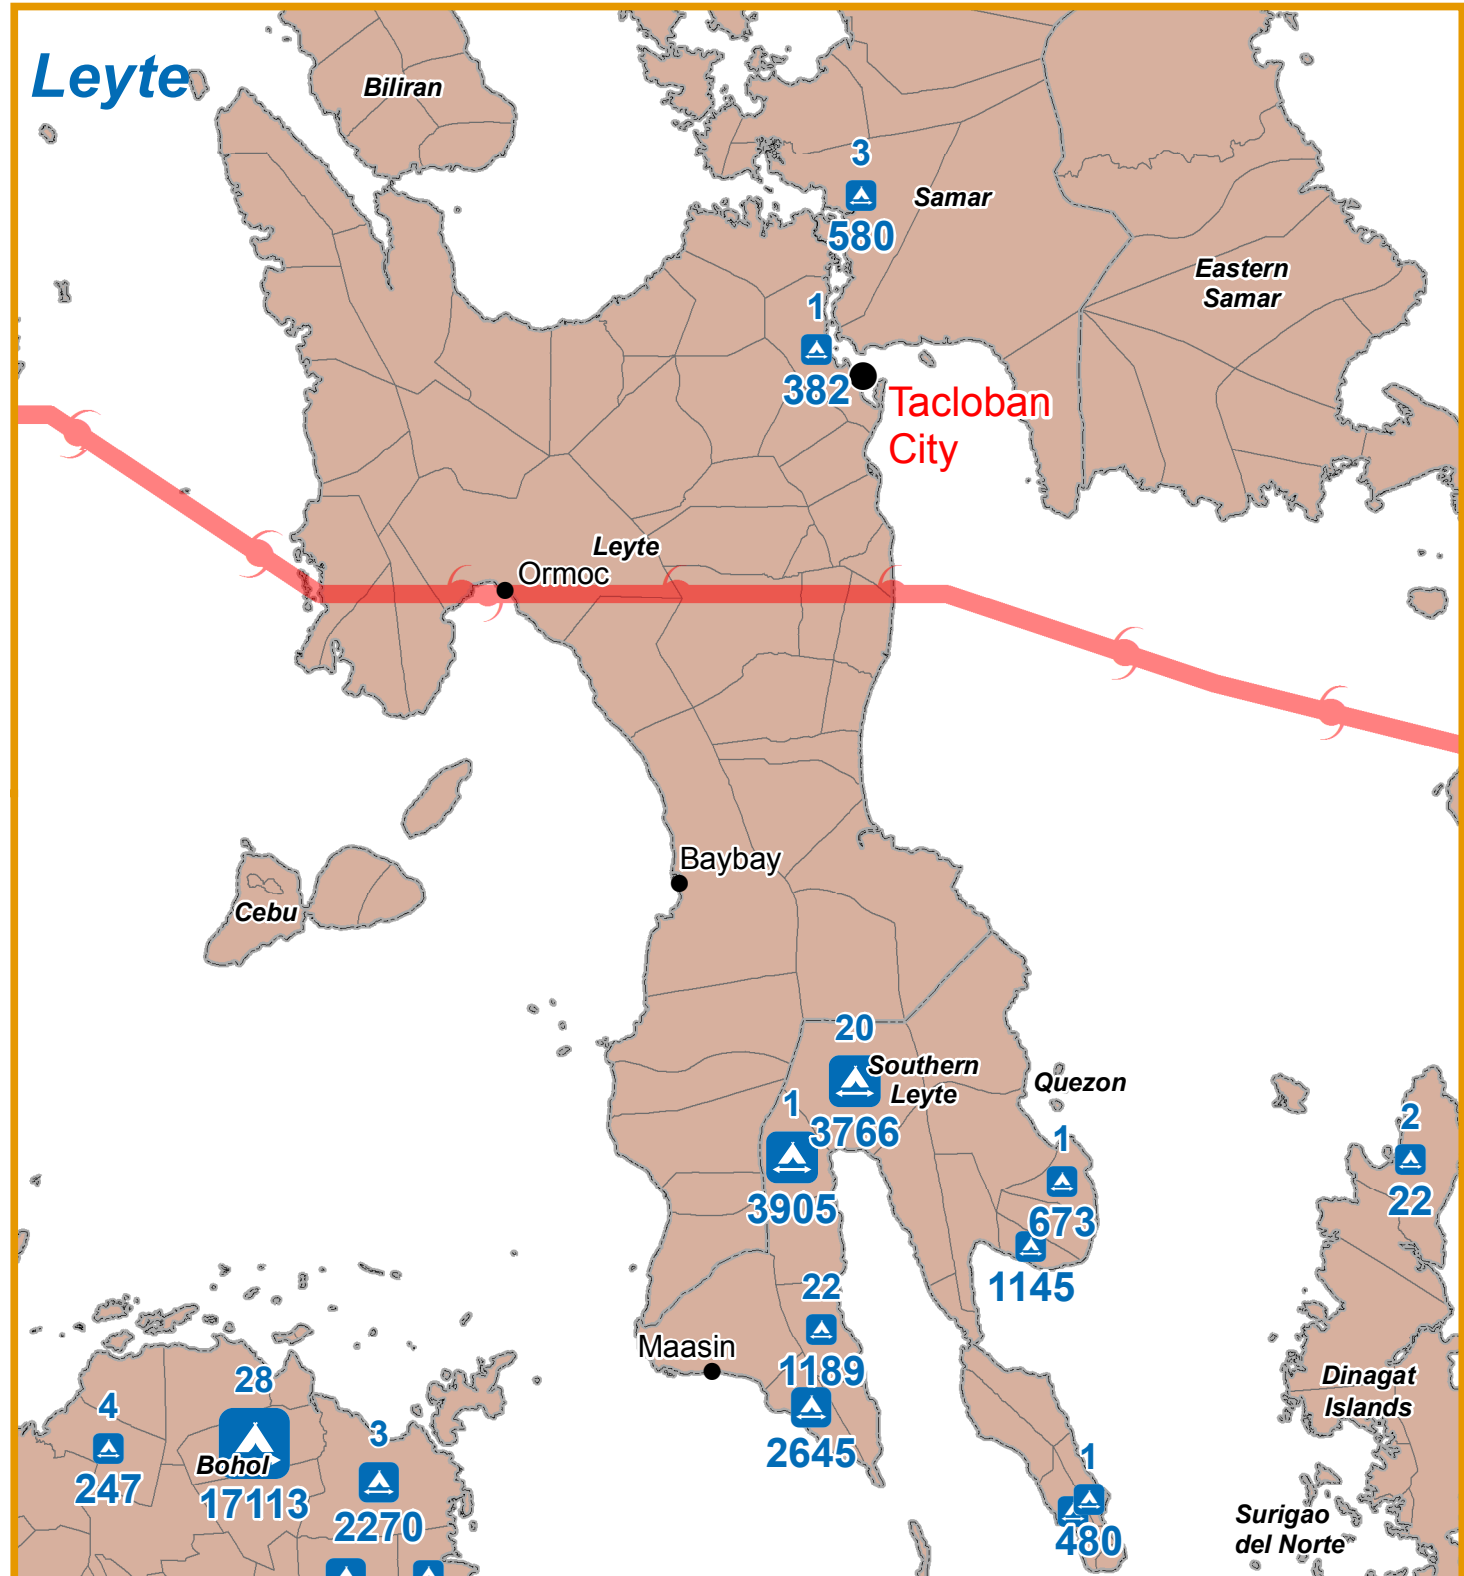 Leyte
Biliran
3
Samar
580
Eastern
Samar
1
382
Tacloban
City
Leyte
Ormoc
Baybay
Cebu
20
Southern
Leyte
Quezon
1
3766
1
2
3905
673
22
1145
22
Maasin
1189
Dinagat
Islands
28
4
3
2645
1
Bohol
247
17113
2270
480
Surigao
del Norte